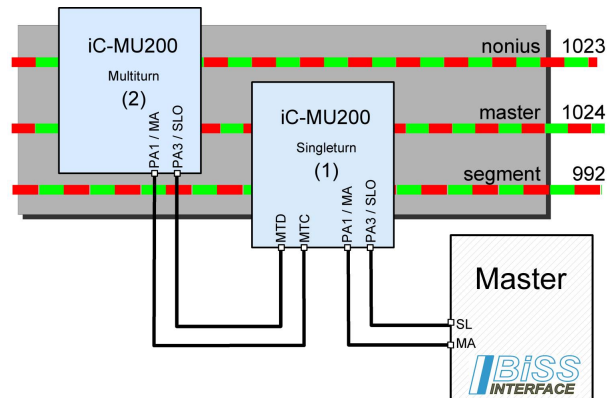 iC-MU200
Multiturn
(2)
PA1 / MA
PA3 / SLO
nonius 1023
iC-MU200
Singleturn
(1)
master 1024
segment 992
MTD
MTC
PA1 / MA
PA3 / SLO
Master
SL
MA
BiSS
INTERFACE